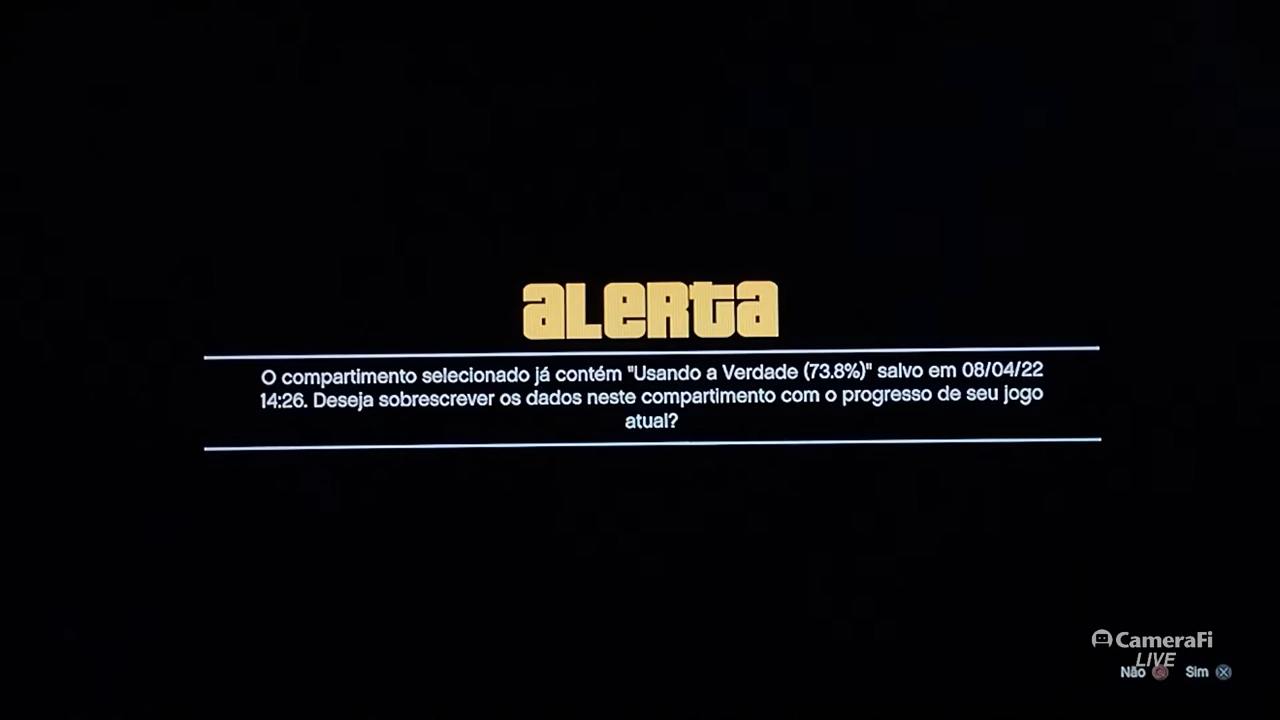 aLerta
O compartimento selecionado já contém "Usando a Verdade (73.8%)" salvo em 08/04/22
14:26. Deseja sobrescrever os dados neste compartimento com o progresso de seu jogo
atual?
CameraFi
LIVE
Não Sim